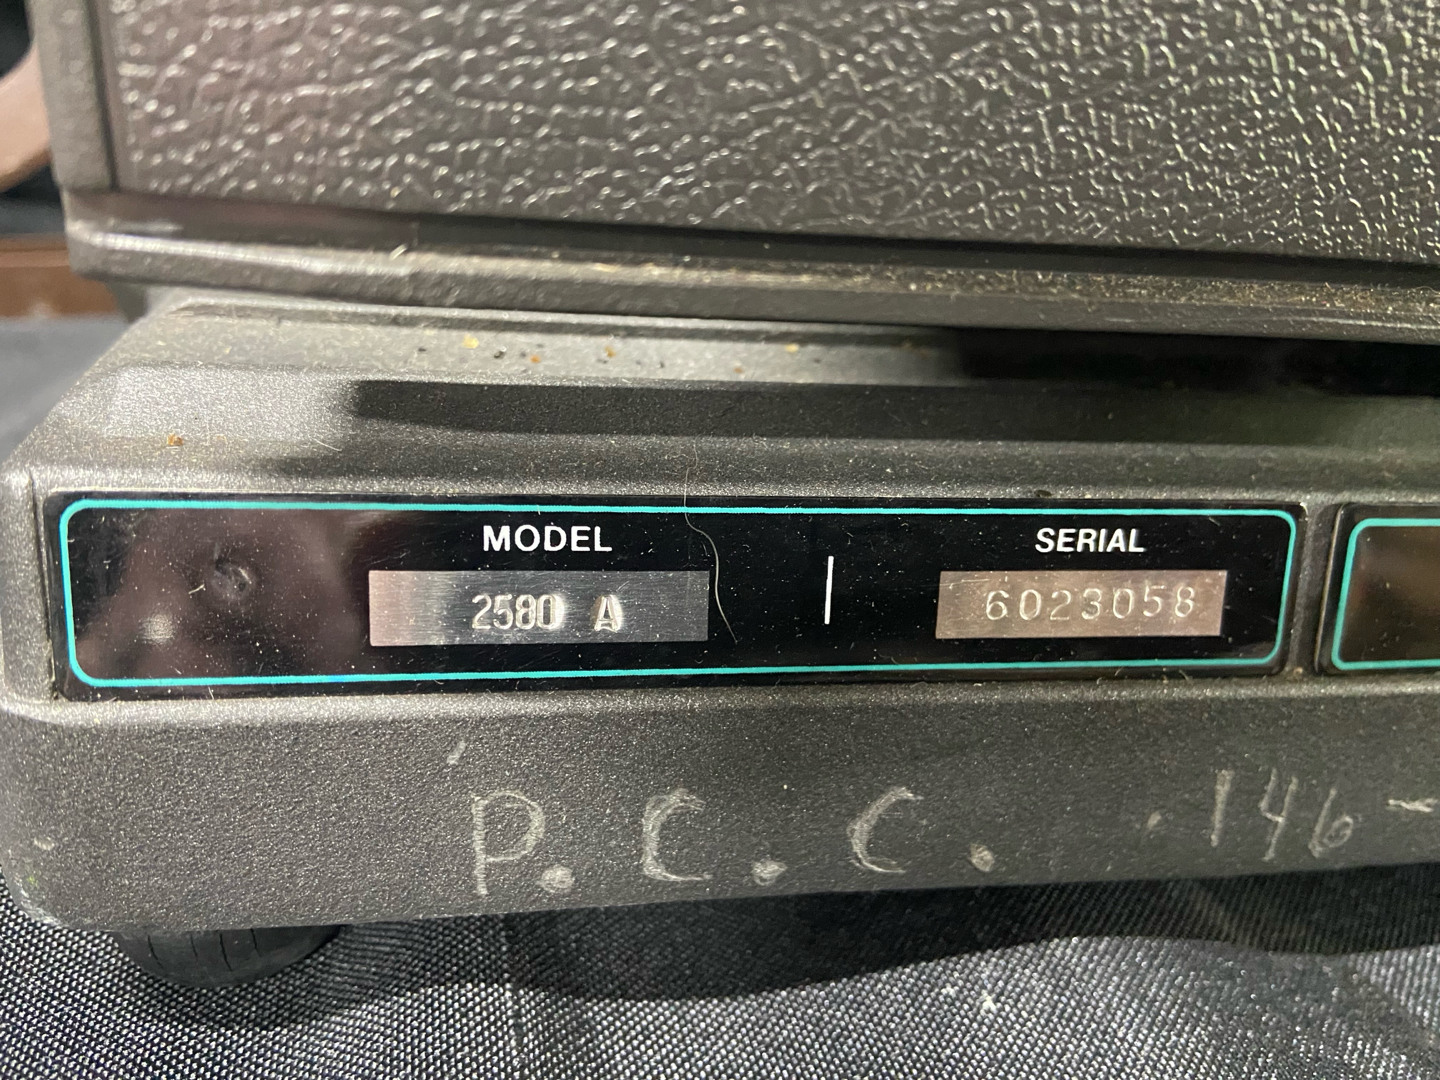 MODEL
2580 A
SERIAL
6023058
P.C.C. 146-